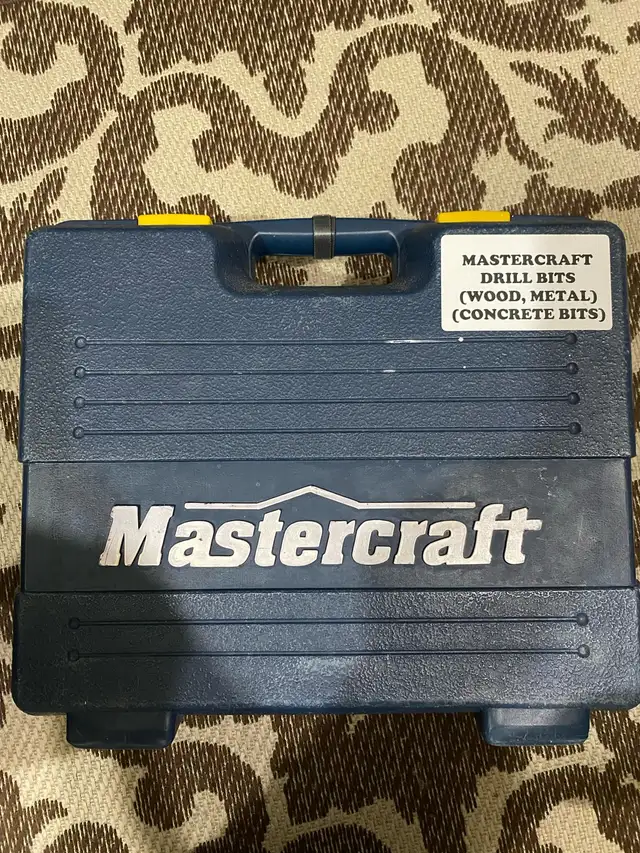 MASTERCRAFT
DRILL BITS
(WOOD, METAL)
(CONCRETE BITS)
Mastercraft